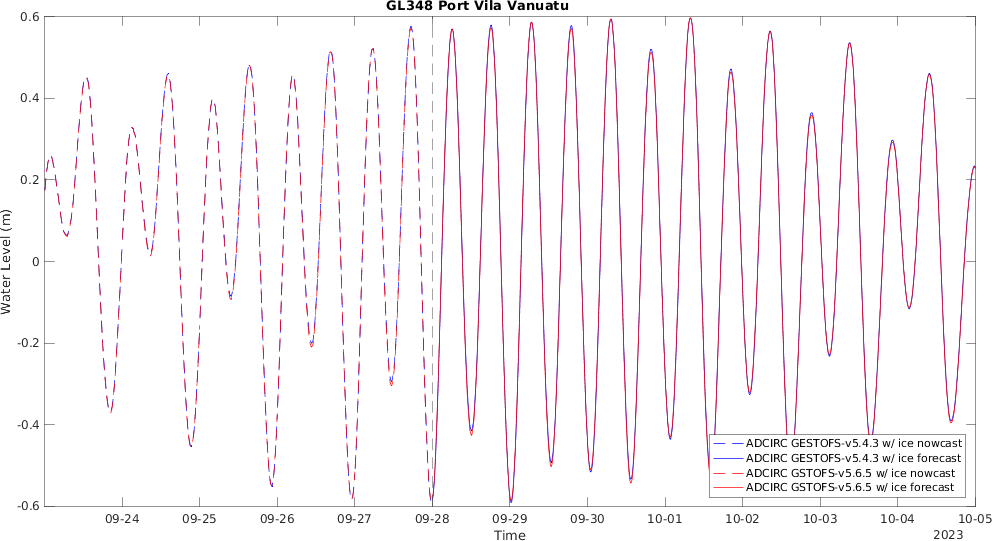 GL348 Port Vila Vanuatu
0.6
0.4
0.2
0
-0.2
-0.4
-0.6
Water Level (m)
ADCIRC GESTOFS-v5.4.3 w/ ice nowcast
ADCIRC GESTOFS-v5.4.3 w/ ice forecast
ADCIRC GSTOFS-v5.6.5 w/ ice nowcast
ADCIRC GSTOFS-v5.6.5 w/ ice forecast
09-24 09-25 09-26 09-27 09-28 09-29 09-30 10-01 10-02 10-03 10-04 10-05
Time
2023